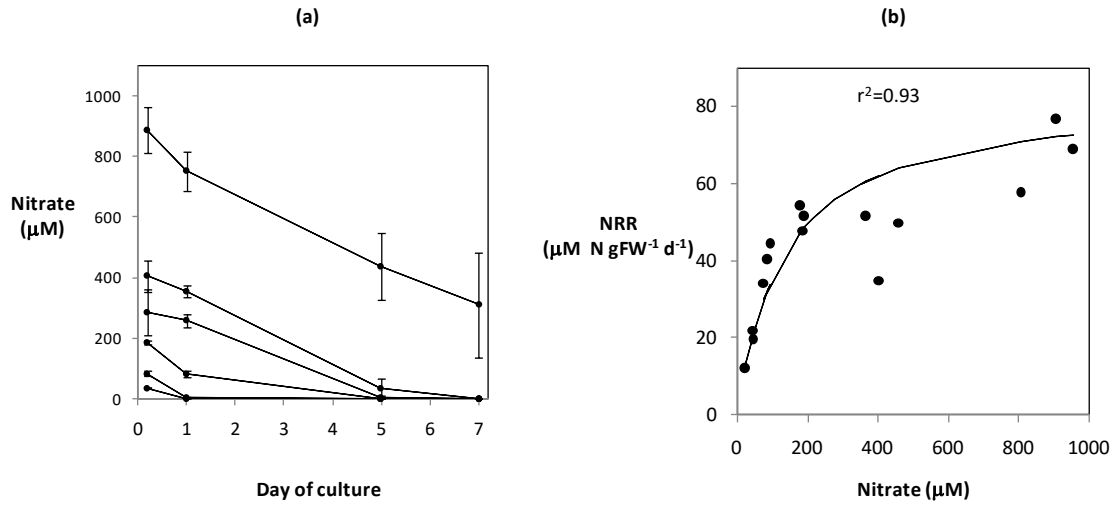 (a)
1000
800
600
400
200
0
Nitrate
(μM)
0 1 2 3 4 5 6 7
Day of culture
(b)
r²=0.93
80
60
40
20
0
NRR
(μM N gFW⁻¹ d⁻¹)
0 200 400 600 800 1000
Nitrate (μM)